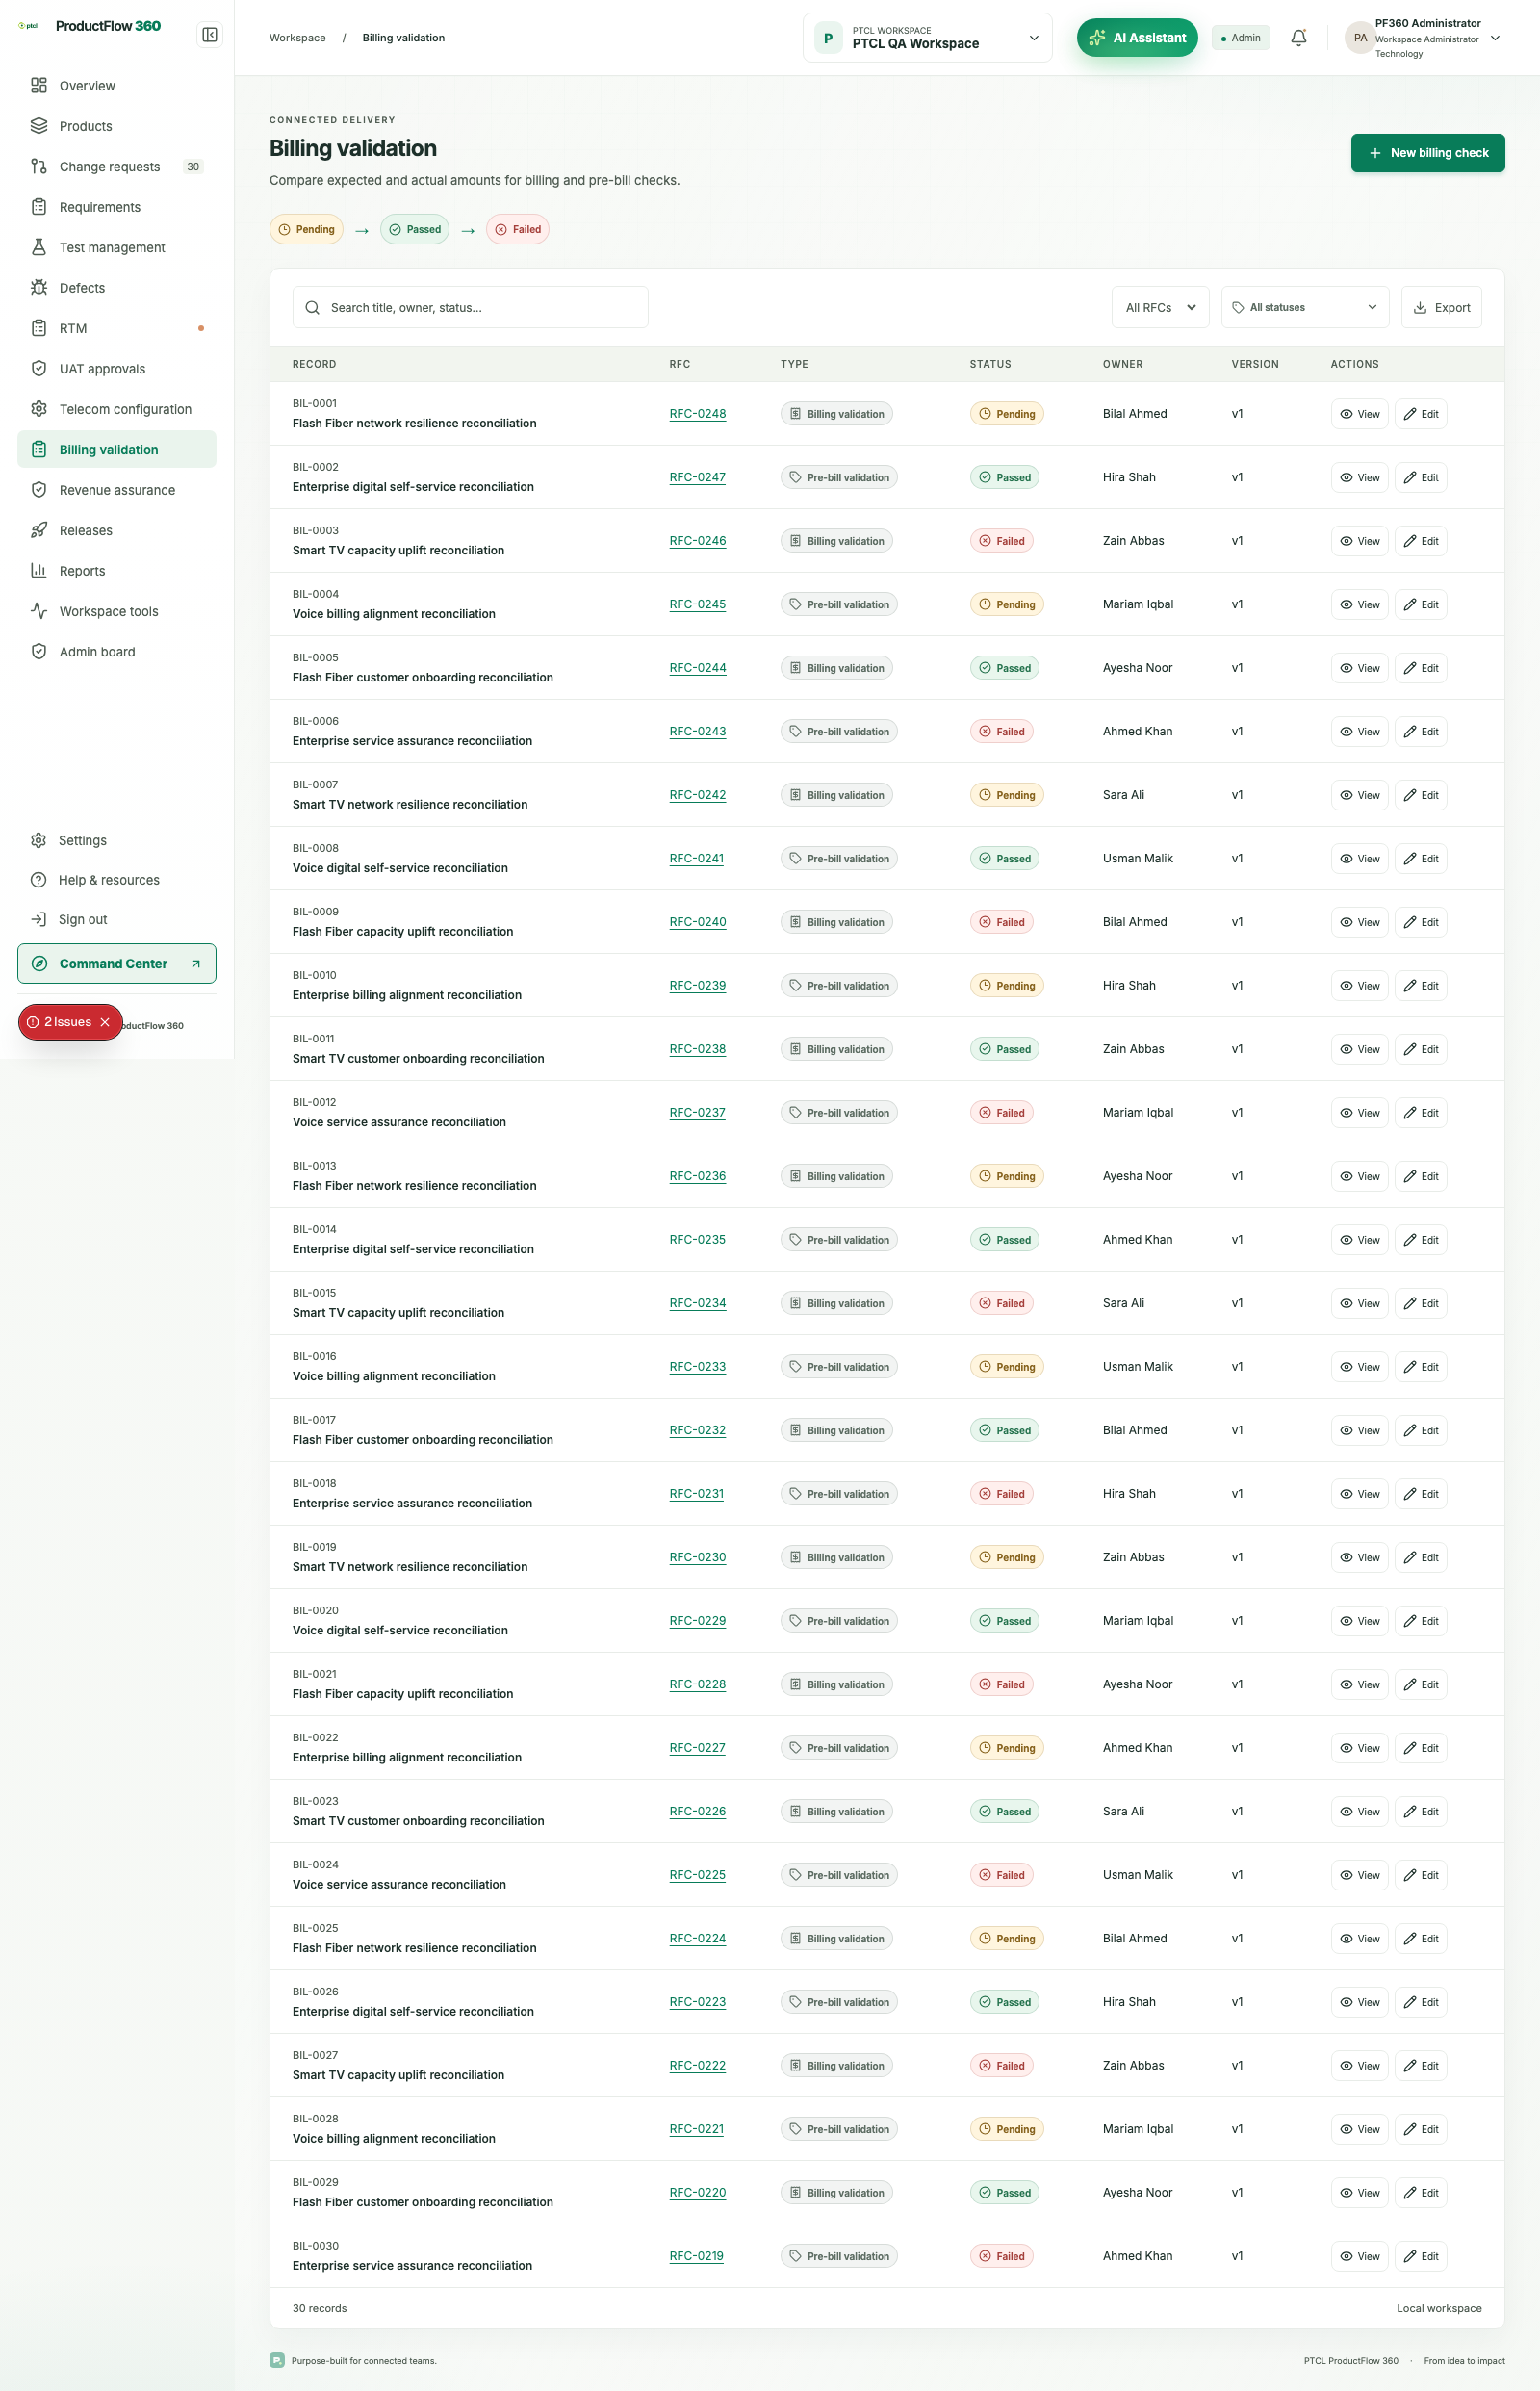 ptcl
ProductFlow 360
Overview
Products
Change requests 30
Requirements
Test management
Defects
RTM
UAT approvals
Telecom configuration
Billing validation
Revenue assurance
Releases
Reports
Workspace tools
Admin board
Settings
Help & resources
Sign out
Command Center
2 Issues
oductFlow 360
Workspace / Billing validation
P
PTCL WORKSPACE
PTCL QA Workspace
AI Assistant
Admin
PA
PF360 Administrator
Workspace Administrator
Technology
CONNECTED DELIVERY
Billing validation
Compare expected and actual amounts for billing and pre-bill checks.
New billing check
Pending → Passed → Failed
Search title, owner, status...
All RFCs
All statuses
Export
RECORD RFC TYPE STATUS OWNER VERSION ACTIONS
BIL-0001
Flash Fiber network resilience reconciliation RFC-0248 Billing validation Pending Bilal Ahmed v1 View Edit
BIL-0002
Enterprise digital self-service reconciliation RFC-0247 Pre-bill validation Passed Hira Shah v1 View Edit
BIL-0003
Smart TV capacity uplift reconciliation RFC-0246 Billing validation Failed Zain Abbas v1 View Edit
BIL-0004
Voice billing alignment reconciliation RFC-0245 Pre-bill validation Pending Mariam Iqbal v1 View Edit
BIL-0005
Flash Fiber customer onboarding reconciliation RFC-0244 Billing validation Passed Ayesha Noor v1 View Edit
BIL-0006
Enterprise service assurance reconciliation RFC-0243 Pre-bill validation Failed Ahmed Khan v1 View Edit
BIL-0007
Smart TV network resilience reconciliation RFC-0242 Billing validation Pending Sara Ali v1 View Edit
BIL-0008
Voice digital self-service reconciliation RFC-0241 Pre-bill validation Passed Usman Malik v1 View Edit
BIL-0009
Flash Fiber capacity uplift reconciliation RFC-0240 Billing validation Failed Bilal Ahmed v1 View Edit
BIL-0010
Enterprise billing alignment reconciliation RFC-0239 Pre-bill validation Pending Hira Shah v1 View Edit
BIL-0011
Smart TV customer onboarding reconciliation RFC-0238 Billing validation Passed Zain Abbas v1 View Edit
BIL-0012
Voice service assurance reconciliation RFC-0237 Pre-bill validation Failed Mariam Iqbal v1 View Edit
BIL-0013
Flash Fiber network resilience reconciliation RFC-0236 Billing validation Pending Ayesha Noor v1 View Edit
BIL-0014
Enterprise digital self-service reconciliation RFC-0235 Pre-bill validation Passed Ahmed Khan v1 View Edit
BIL-0015
Smart TV capacity uplift reconciliation RFC-0234 Billing validation Failed Sara Ali v1 View Edit
BIL-0016
Voice billing alignment reconciliation RFC-0233 Pre-bill validation Pending Usman Malik v1 View Edit
BIL-0017
Flash Fiber customer onboarding reconciliation RFC-0232 Billing validation Passed Bilal Ahmed v1 View Edit
BIL-0018
Enterprise service assurance reconciliation RFC-0231 Pre-bill validation Failed Hira Shah v1 View Edit
BIL-0019
Smart TV network resilience reconciliation RFC-0230 Billing validation Pending Zain Abbas v1 View Edit
BIL-0020
Voice digital self-service reconciliation RFC-0229 Pre-bill validation Passed Mariam Iqbal v1 View Edit
BIL-0021
Flash Fiber capacity uplift reconciliation RFC-0228 Billing validation Failed Ayesha Noor v1 View Edit
BIL-0022
Enterprise billing alignment reconciliation RFC-0227 Pre-bill validation Pending Ahmed Khan v1 View Edit
BIL-0023
Smart TV customer onboarding reconciliation RFC-0226 Billing validation Passed Sara Ali v1 View Edit
BIL-0024
Voice service assurance reconciliation RFC-0225 Pre-bill validation Failed Usman Malik v1 View Edit
BIL-0025
Flash Fiber network resilience reconciliation RFC-0224 Billing validation Pending Bilal Ahmed v1 View Edit
BIL-0026
Enterprise digital self-service reconciliation RFC-0223 Pre-bill validation Passed Hira Shah v1 View Edit
BIL-0027
Smart TV capacity uplift reconciliation RFC-0222 Billing validation Failed Zain Abbas v1 View Edit
BIL-0028
Voice billing alignment reconciliation RFC-0221 Pre-bill validation Pending Mariam Iqbal v1 View Edit
BIL-0029
Flash Fiber customer onboarding reconciliation RFC-0220 Billing validation Passed Ayesha Noor v1 View Edit
BIL-0030
Enterprise service assurance reconciliation RFC-0219 Pre-bill validation Failed Ahmed Khan v1 View Edit
30 records Local workspace
P. Purpose-built for connected teams. PTCL ProductFlow 360 · From idea to impact